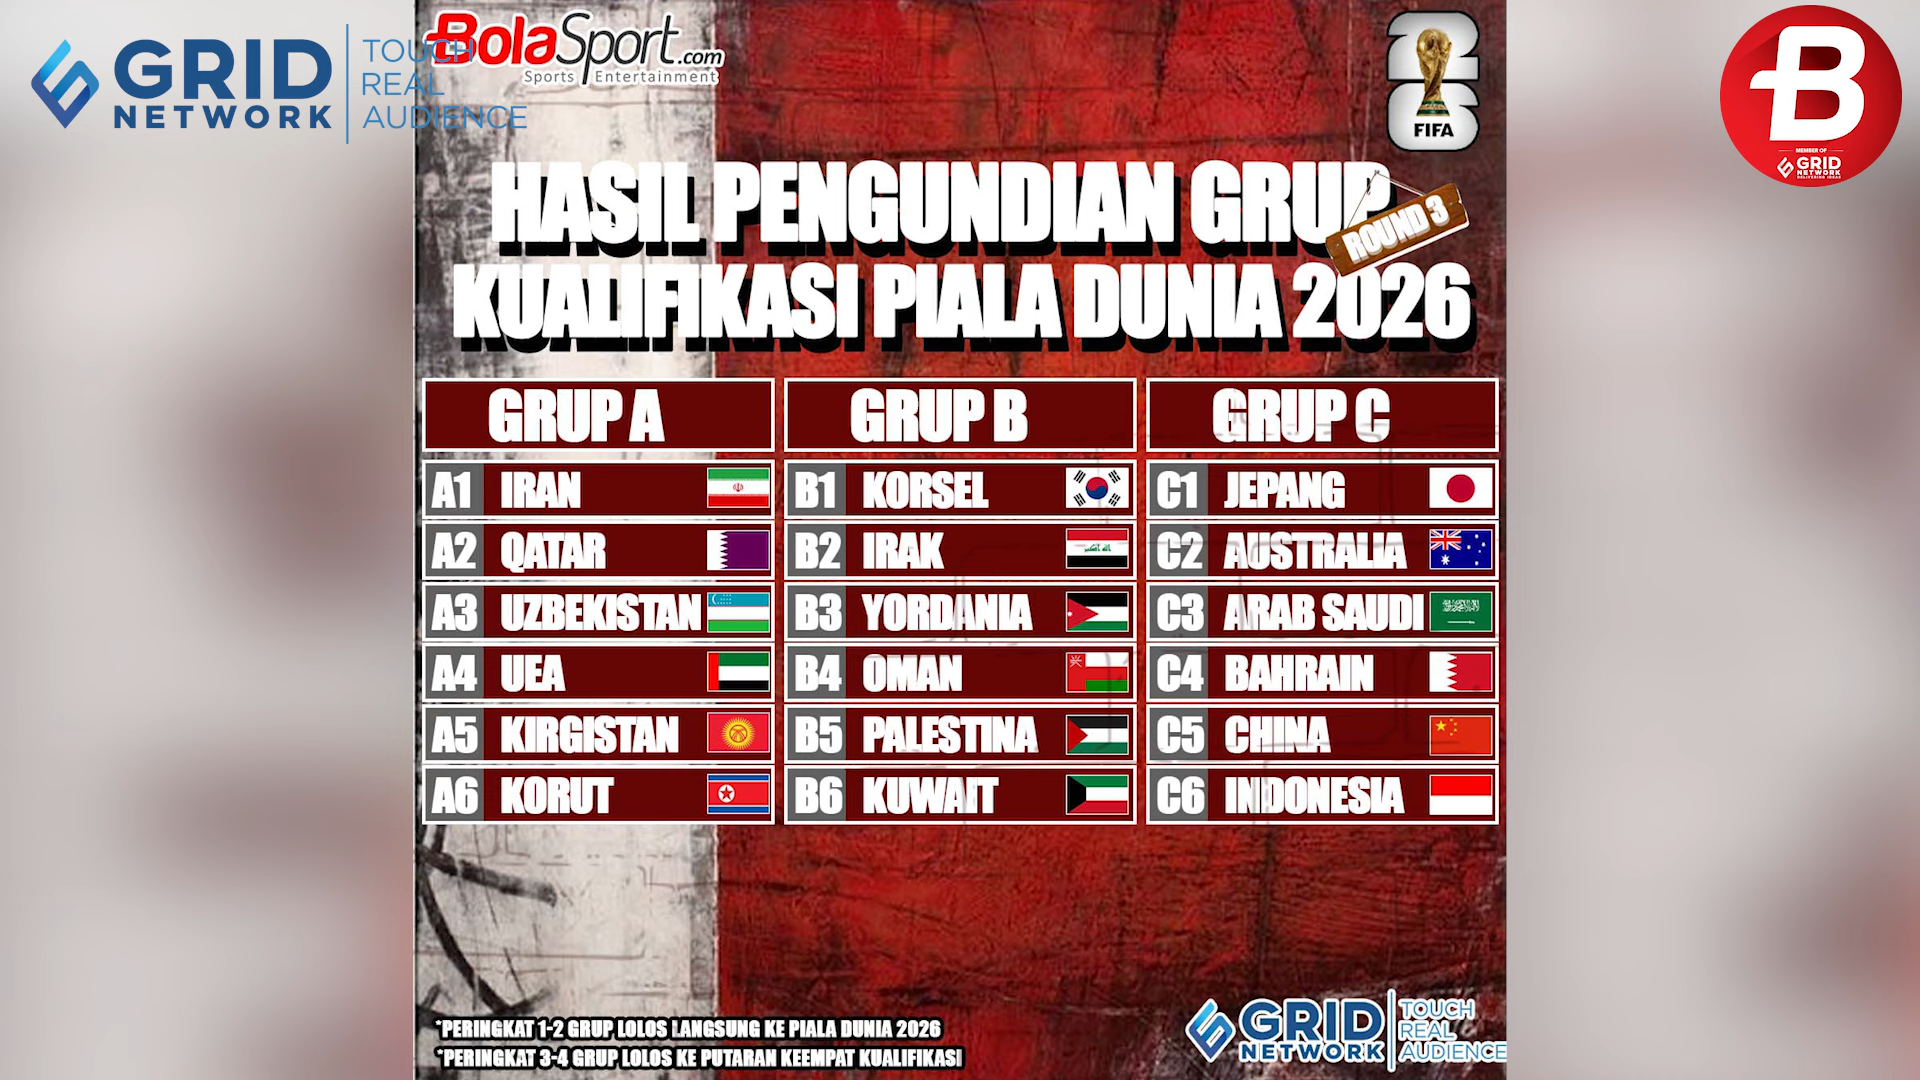 GRID
NETWORK
TOUCH
REAL
AUDIENCE
BolaSport.com
Sports Entertainment
FIFA
B
MEMBER OF
GRID
NETWORK
HASIL PENGUNDIAN GRUP
ROUND 3
KUALIFIKASI PIALA DUNIA 2026
GRUP A
A1 IRAN
A2 QATAR
A3 UZBEKISTAN
A4 UEA
A5 KIRGISTAN
A6 KORUT
GRUP B
B1 KORSEL
B2 IRAK
B3 YORDANIA
B4 OMAN
B5 PALESTINA
B6 KUWAIT
GRUP C
C1 JEPANG
C2 AUSTRALIA
C3 ARAB SAUDI
C4 BAHRAIN
C5 CHINA
C6 INDONESIA
*PERINGKAT 1-2 GRUP LOLOS LANGSUNG KE PIALA DUNIA 2026
*PERINGKAT 3-4 GRUP LOLOS KE PUTARAN KEEMPAT KUALIFIKASI
GRID
NETWORK
TOUCH
REAL
AUDIENCE